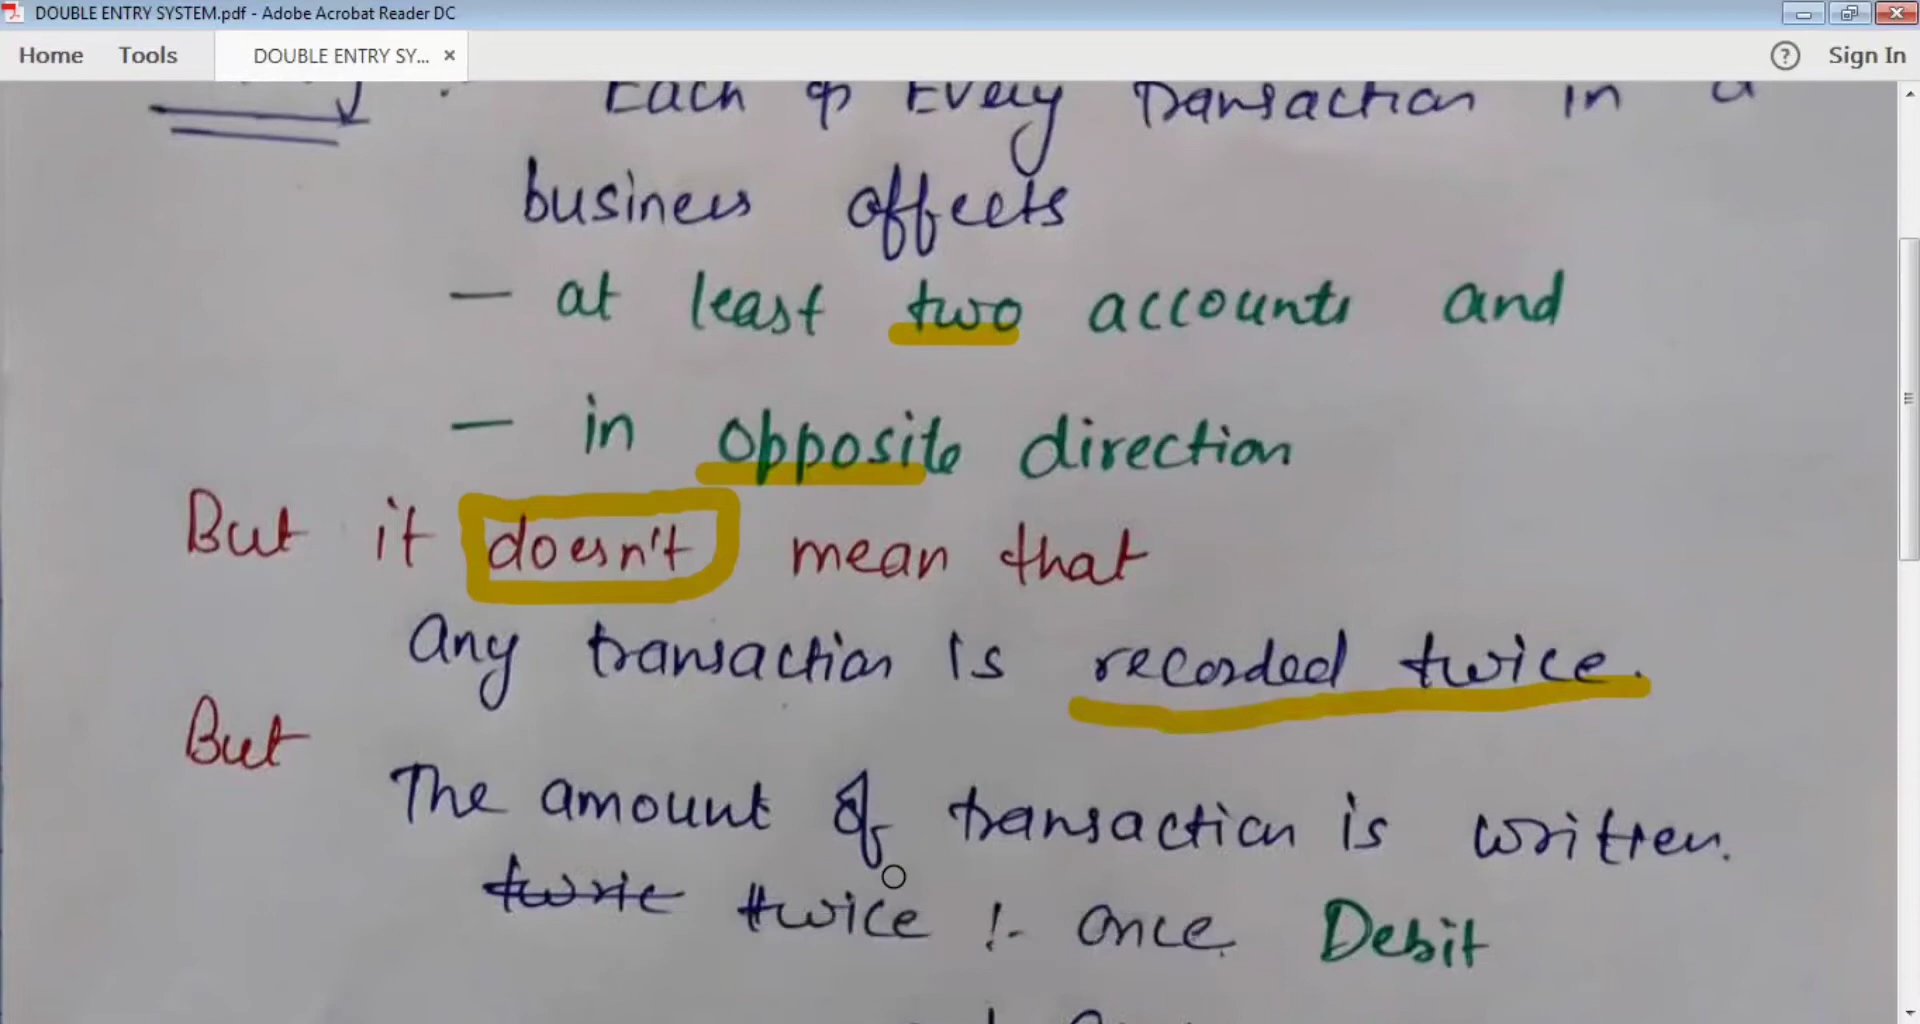 DOUBLE ENTRY SYSTEM.pdf - Adobe Acrobat Reader DC
Home Tools DOUBLE ENTRY SY... × ? Sign In
Each & Every transaction in a
business affects
— at least two accounts and
— in opposite direction
But it doesn't mean that
Any transaction is recorded twice.
But
The amount of transaction is written.
twice :- Once Debit